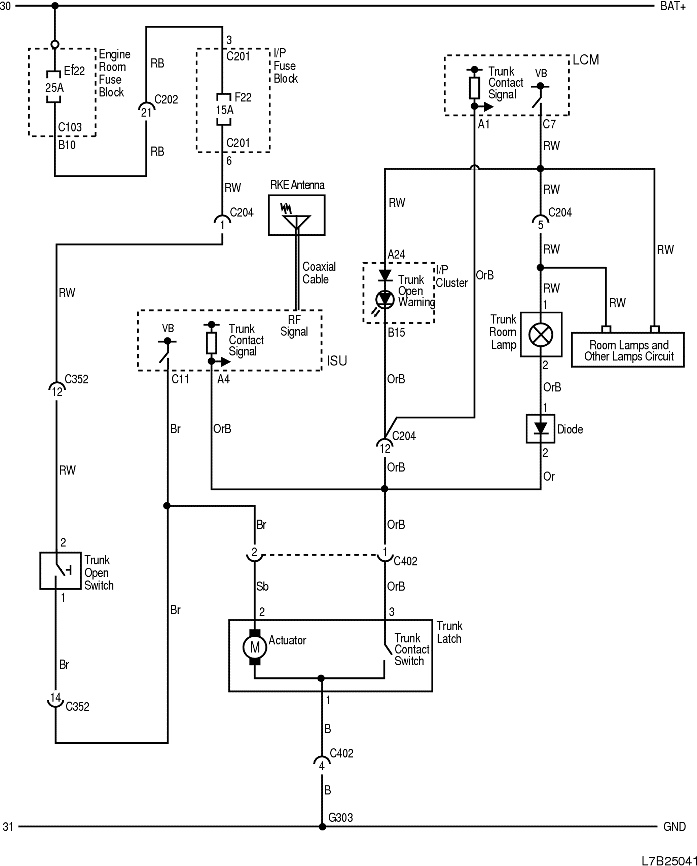 30
BAT+
Ef22
25A
C103
B10
Engine
Room
Fuse
Block
RB
C202
21
RB
3
C201
F22
15A
C201
6
I/P
Fuse
Block
RW
C204
1
RKE Antenna
Coaxial
Cable
RF
Signal
LCM
Trunk
Contact
Signal
VB
A1
C7
RW
RW
RW
C204
5
RW
RW
RW
RW
A24
Trunk
Open
Warning
I/P
Cluster
B15
OrB
OrB
1
Trunk
Room
Lamp
2
Room Lamps and
Other Lamps Circuit
OrB
1
Diode
2
Or
RW
C352
12
RW
VB
Trunk
Contact
Signal
ISU
C11
A4
Br
OrB
C204
12
OrB
2
Trunk
Open
Switch
1
Br
14
C352
Br
Br
2
OrB
1
C402
Sb
OrB
2
3
Actuator
M
Trunk
Contact
Switch
Trunk
Latch
1
B
C402
4
B
G303
31
GND
L7B25041